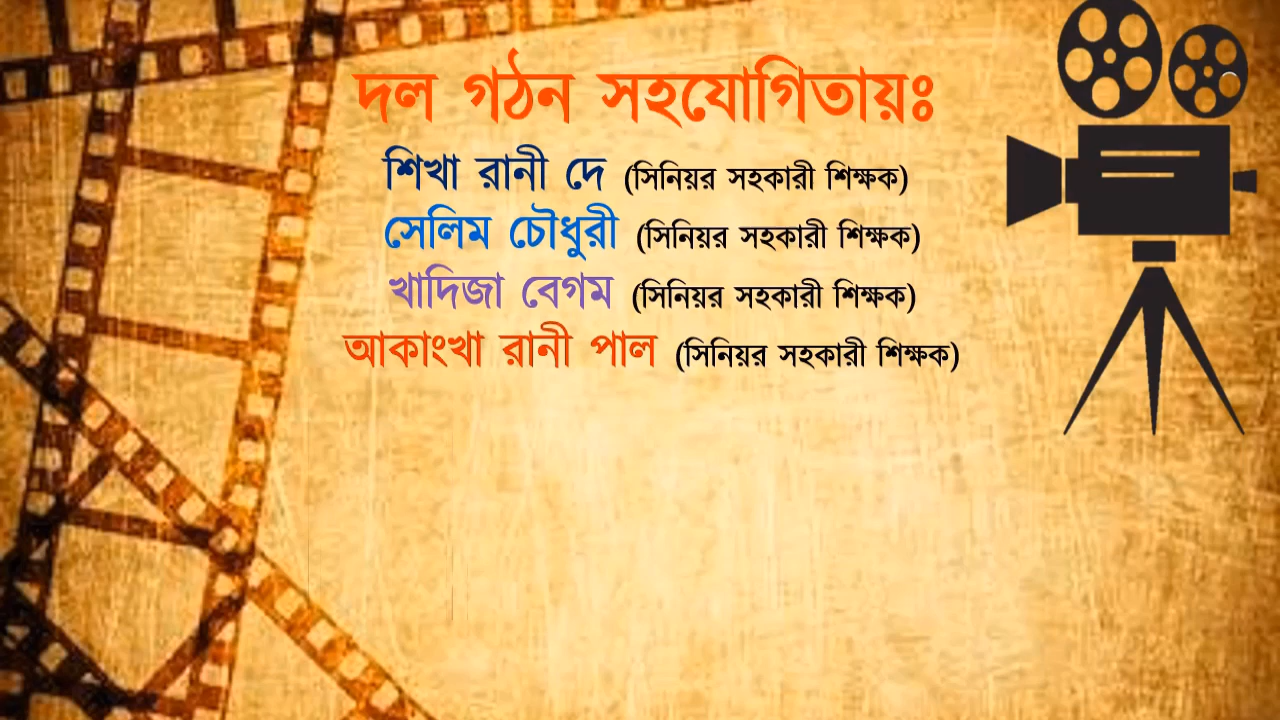 দল গঠন সহযোগিতায়ঃ
শিখা রানী দে (সিনিয়র সহকারী শিক্ষক)
সেলিম চৌধুরী (সিনিয়র সহকারী শিক্ষক)
খাদিজা বেগম (সিনিয়র সহকারী শিক্ষক)
আকাংখা রানী পাল (সিনিয়র সহকারী শিক্ষক)